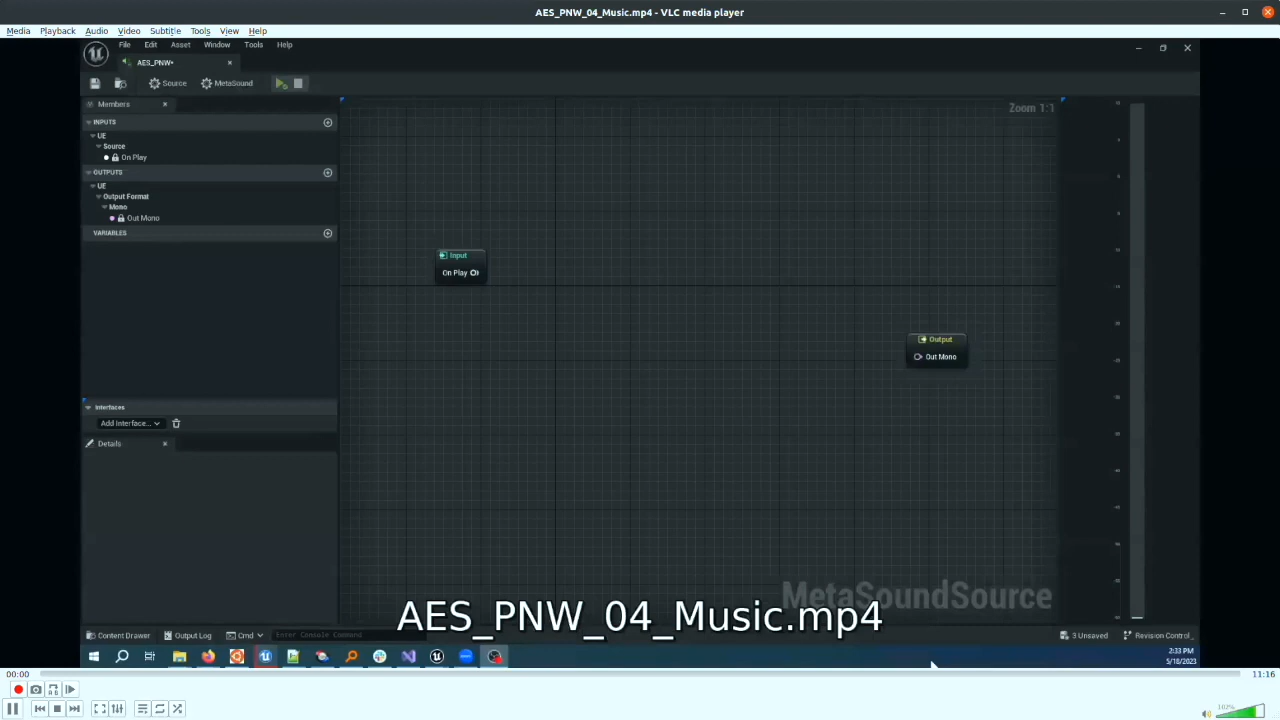 AES_PNW_04_Music.mp4 - VLC media player
Media Playback Audio Video Subtitle Tools View Help
File Edit Asset Window Tools Help
AES_PNW*
Source MetaSound
Members
Zoom 1:1
INPUTS
UE
Source
On Play
OUTPUTS
UE
Output Format
Mono
Out Mono
VARIABLES
Input
On Play
Output
Out Mono
Interfaces
Add Interface...
Details
MetaSoundSource
AES_PNW_04_Music.mp4
Content Drawer Output Log Cmd Enter Console Command 3 Unsaved Revision Control
2:33 PM
5/18/2023
00:00 11:16